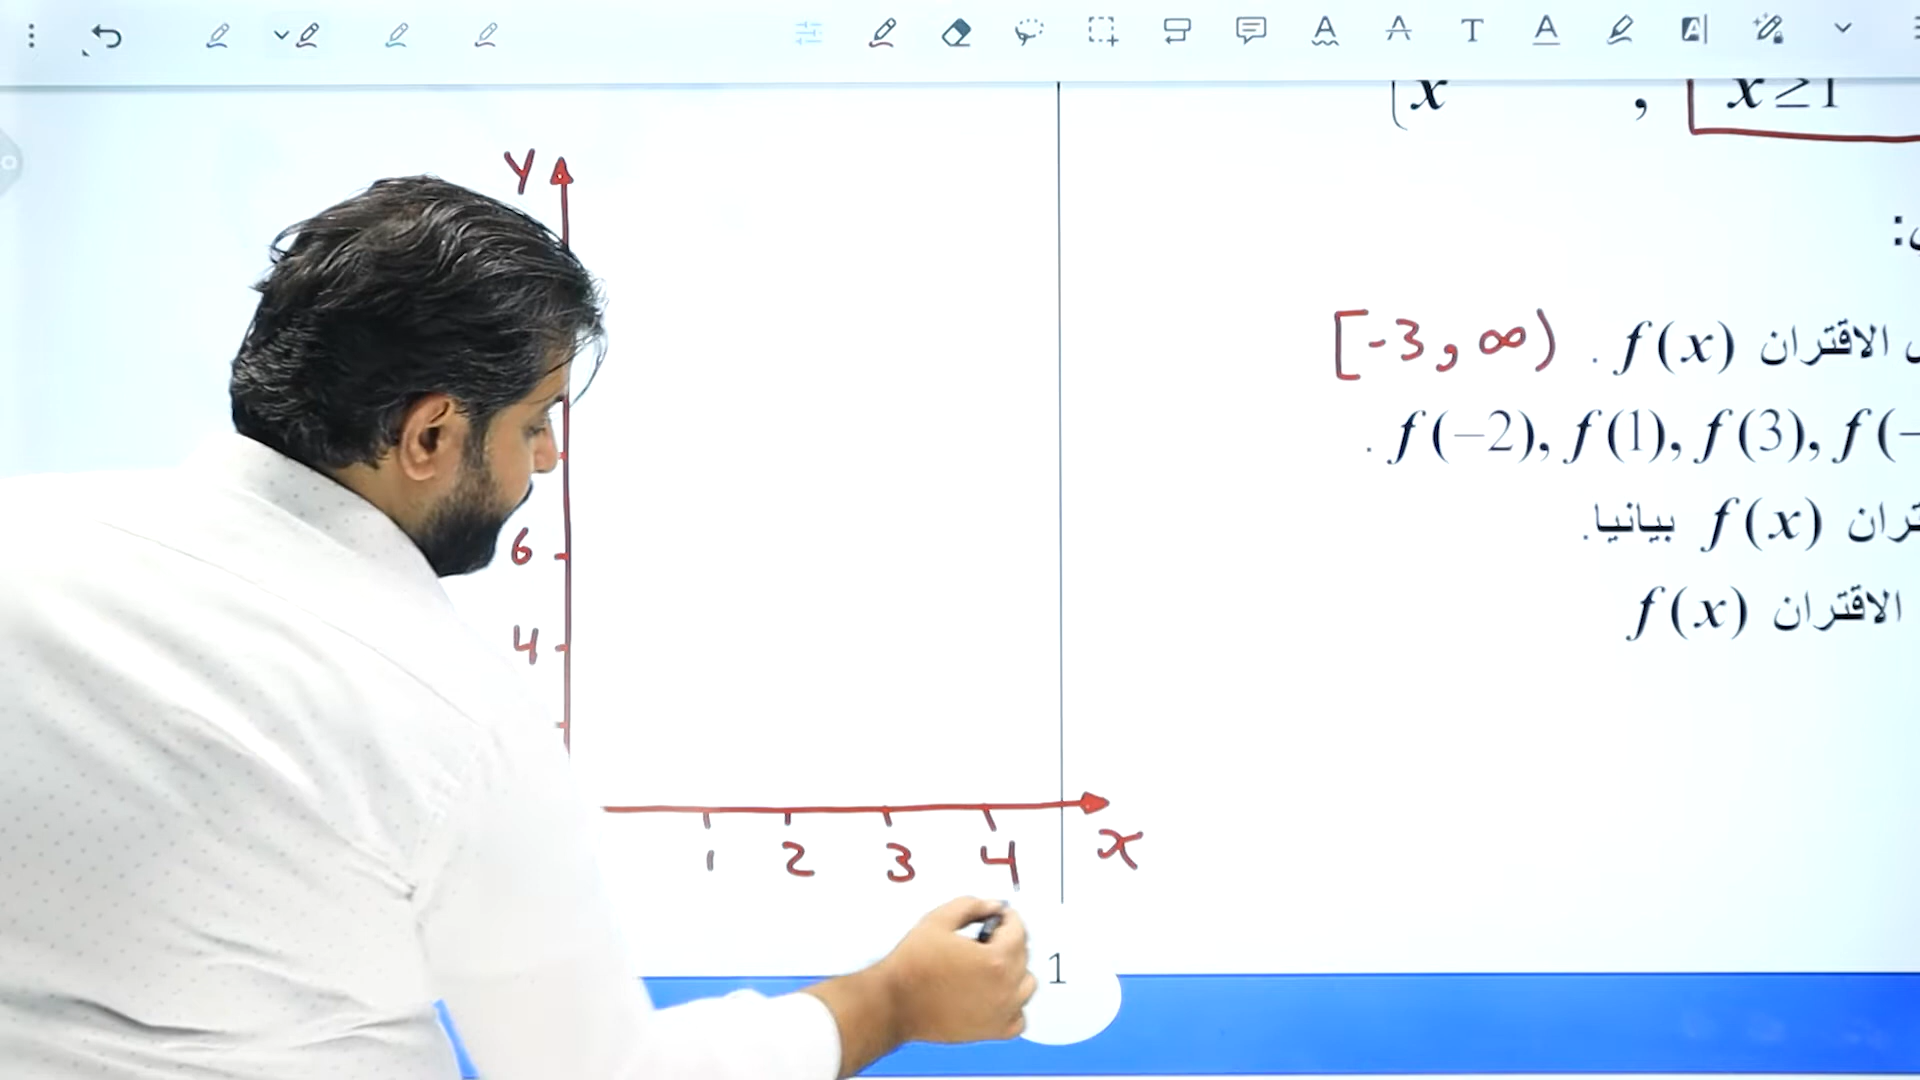 x , x≥1
:
الاقتران f(x) . [-3, ∞)
f(–2), f(1), f(3), f(– .
f(x) بيانيا.
الاقتران f(x)
y
6
4
1 2 3 4 x
1